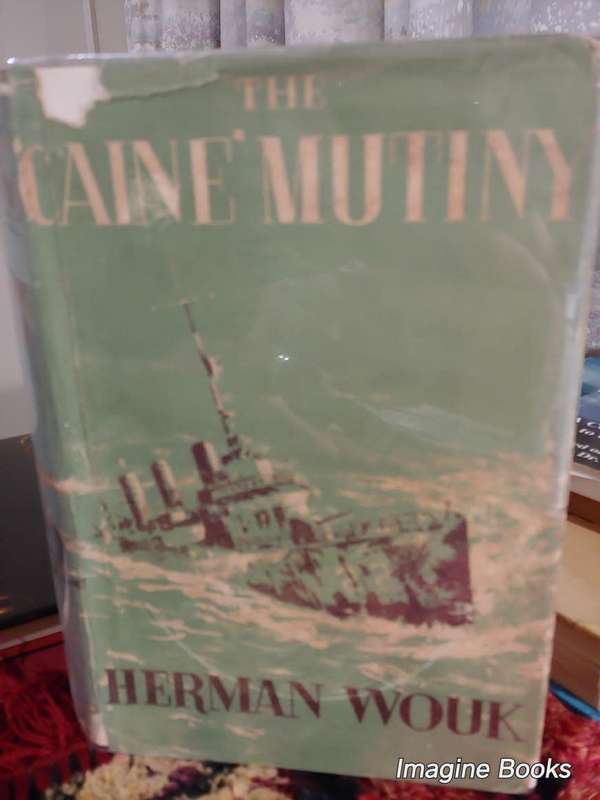 THE
'CAINE' MUTINY
HERMAN WOUK
Imagine Books